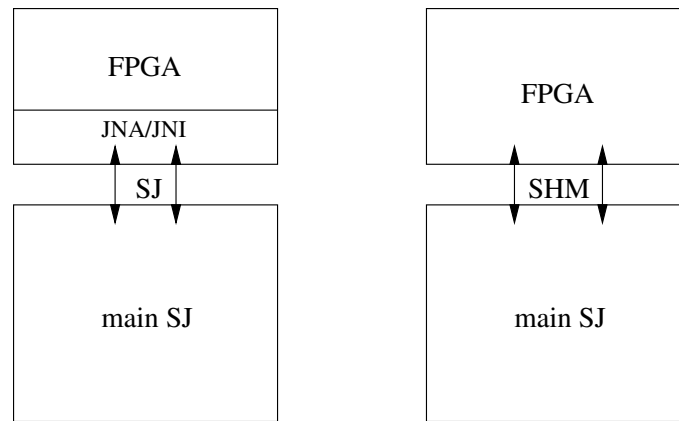 FPGA
JNA/JNI
SJ
main SJ
FPGA
SHM
main SJ